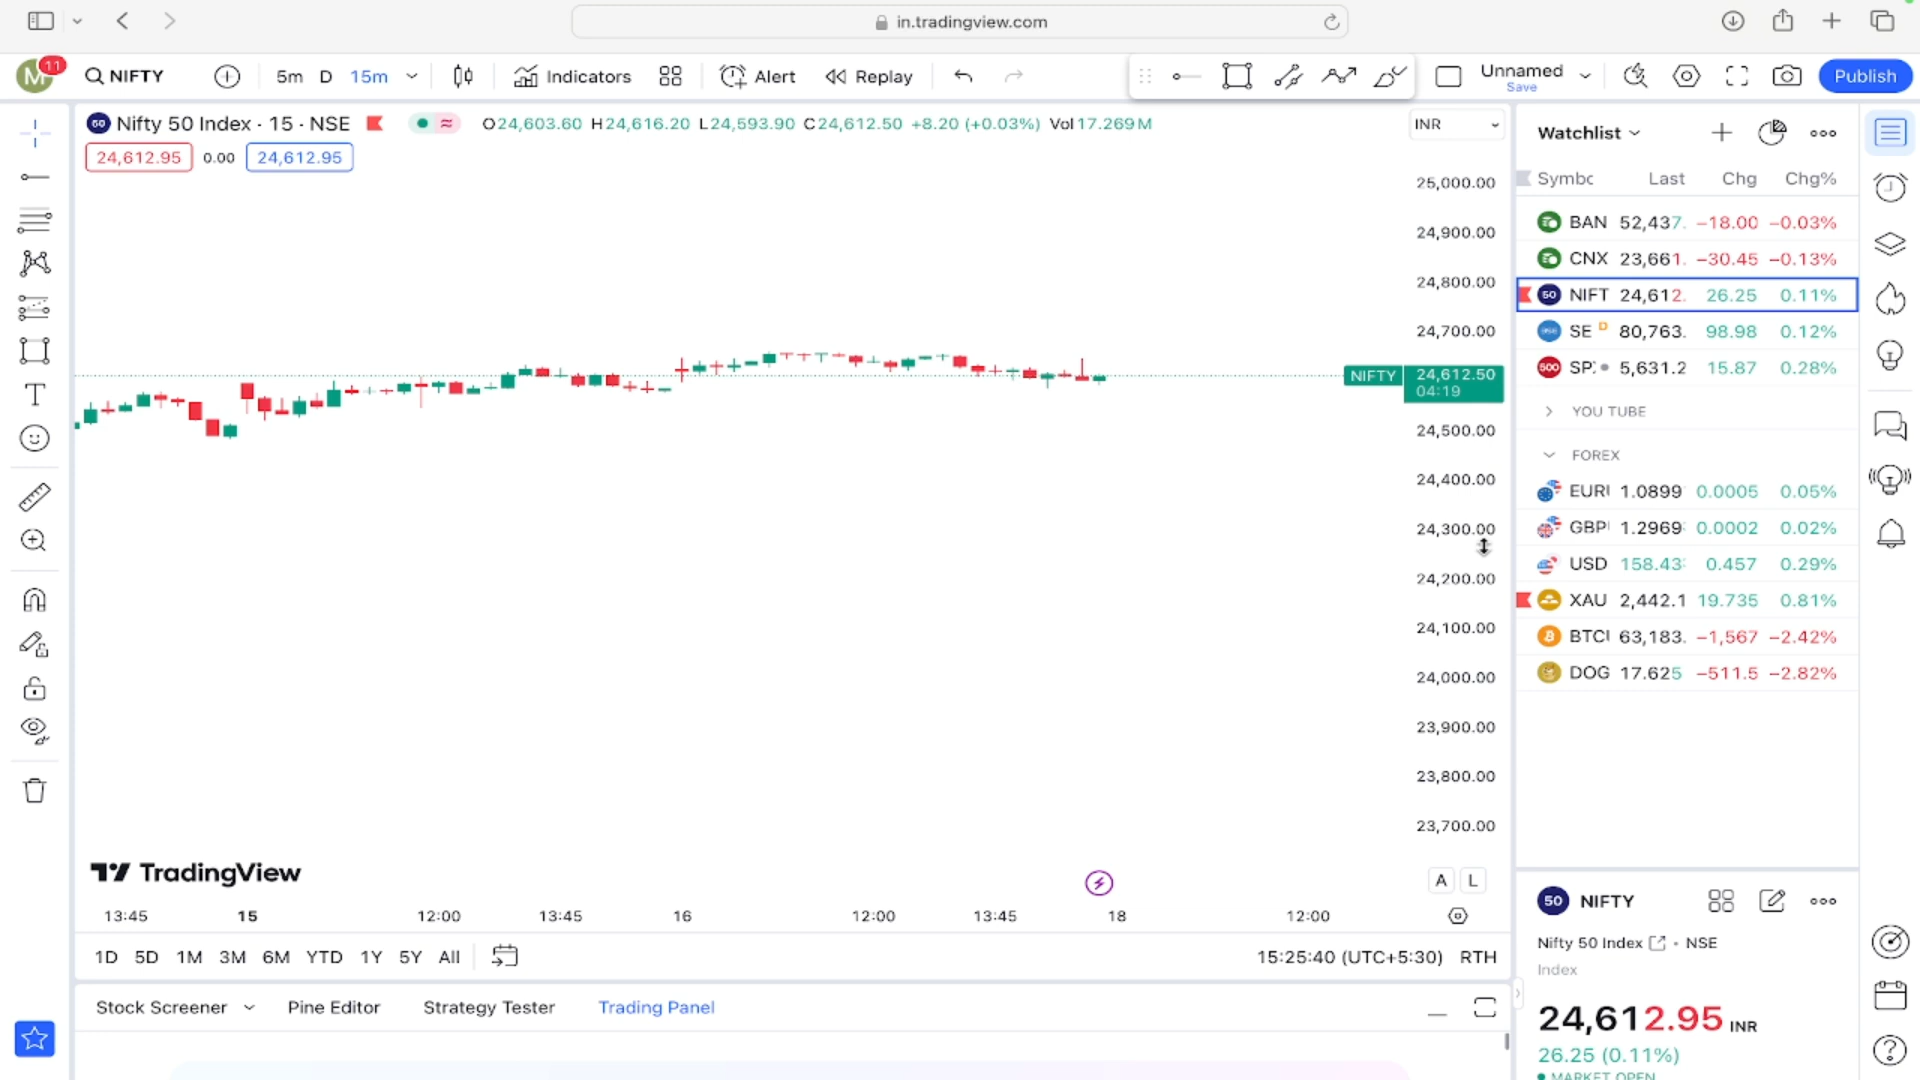 in.tradingview.com
M 11 NIFTY 5m D 15m Indicators Alert Replay Unnamed Save Publish
50 Nifty 50 Index · 15 · NSE O24,603.60 H24,616.20 L24,593.90 C24,612.50 +8.20 (+0.03%) Vol17.269M INR
24,612.95 0.00 24,612.95
25,000.00
24,900.00
24,800.00
24,700.00
NIFTY 24,612.50
04:19
24,500.00
24,400.00
24,300.00
24,200.00
24,100.00
24,000.00
23,900.00
23,800.00
23,700.00
T
TradingView
A L
13:45 15 12:00 13:45 16 12:00 13:45 18 12:00
1D 5D 1M 3M 6M YTD 1Y 5Y All 15:25:40 (UTC+5:30) RTH
Stock Screener Pine Editor Strategy Tester Trading Panel
Watchlist
Symbc Last Chg Chg%
BAN 52,437. −18.00 −0.03%
CNX 23,661. −30.45 −0.13%
50 NIFT 24,612. 26.25 0.11%
SE D 80,763. 98.98 0.12%
500 SP: 5,631.2 15.87 0.28%
YOU TUBE
FOREX
EURI 1.0899 0.0005 0.05%
GBP 1.2969 0.0002 0.02%
USD 158.43 0.457 0.29%
XAU 2,442.1 19.735 0.81%
BTCI 63,183. −1,567 −2.42%
DOG 17.625 −511.5 −2.82%
50 NIFTY
Nifty 50 Index • NSE
Index
24,612.95 INR
26.25 (0.11%)
MARKET OPEN